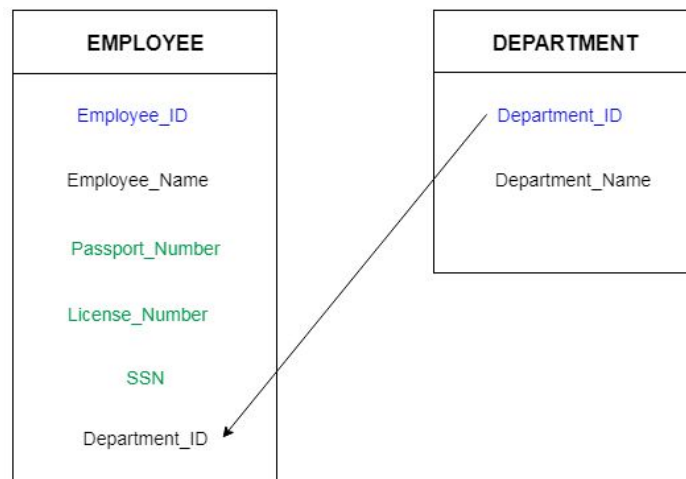 EMPLOYEE
Employee_ID
Employee_Name
Passport_Number
License_Number
SSN
Department_ID
DEPARTMENT
Department_ID
Department_Name